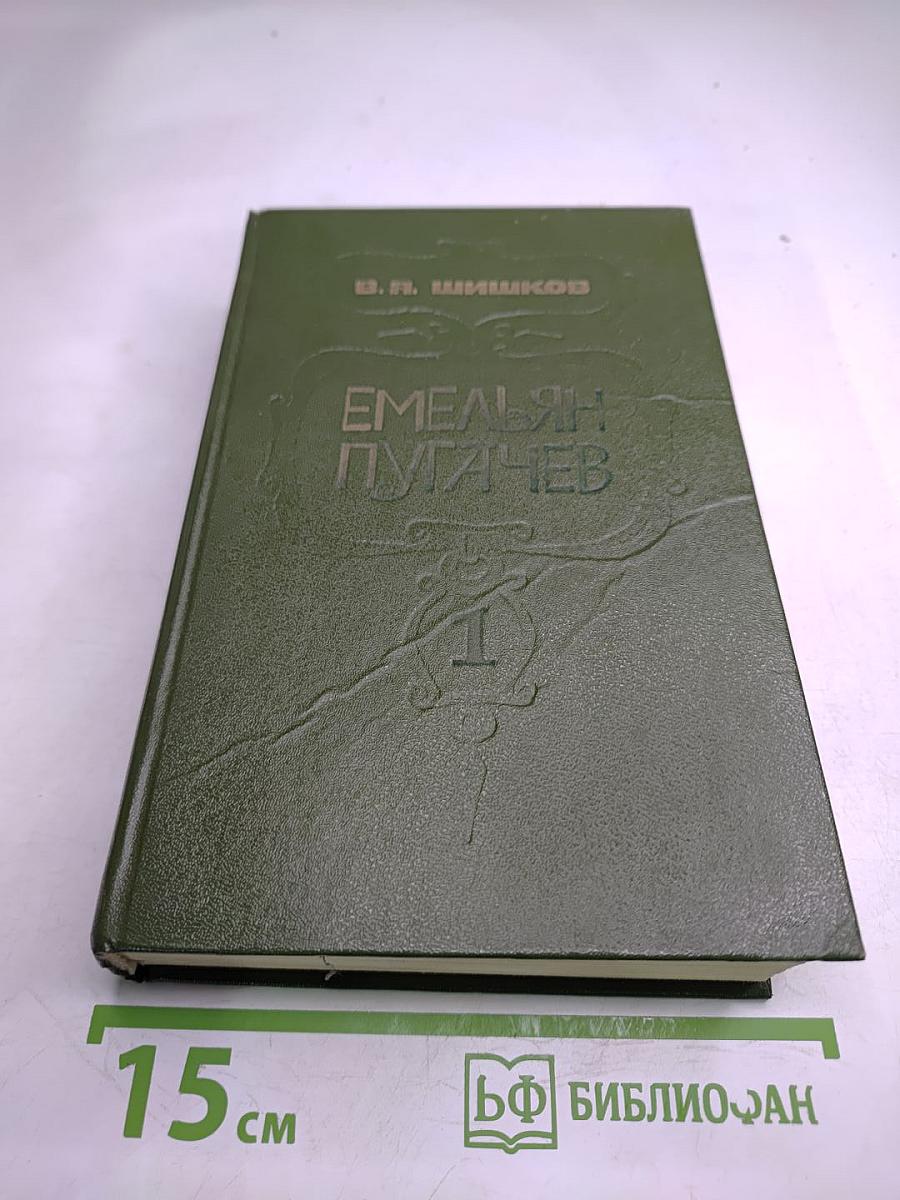 В. Я. ШИШКОВ
ЕМЕЛЬЯН
ПУГАЧЕВ
1
15 см
БФ БИБЛИОФАН